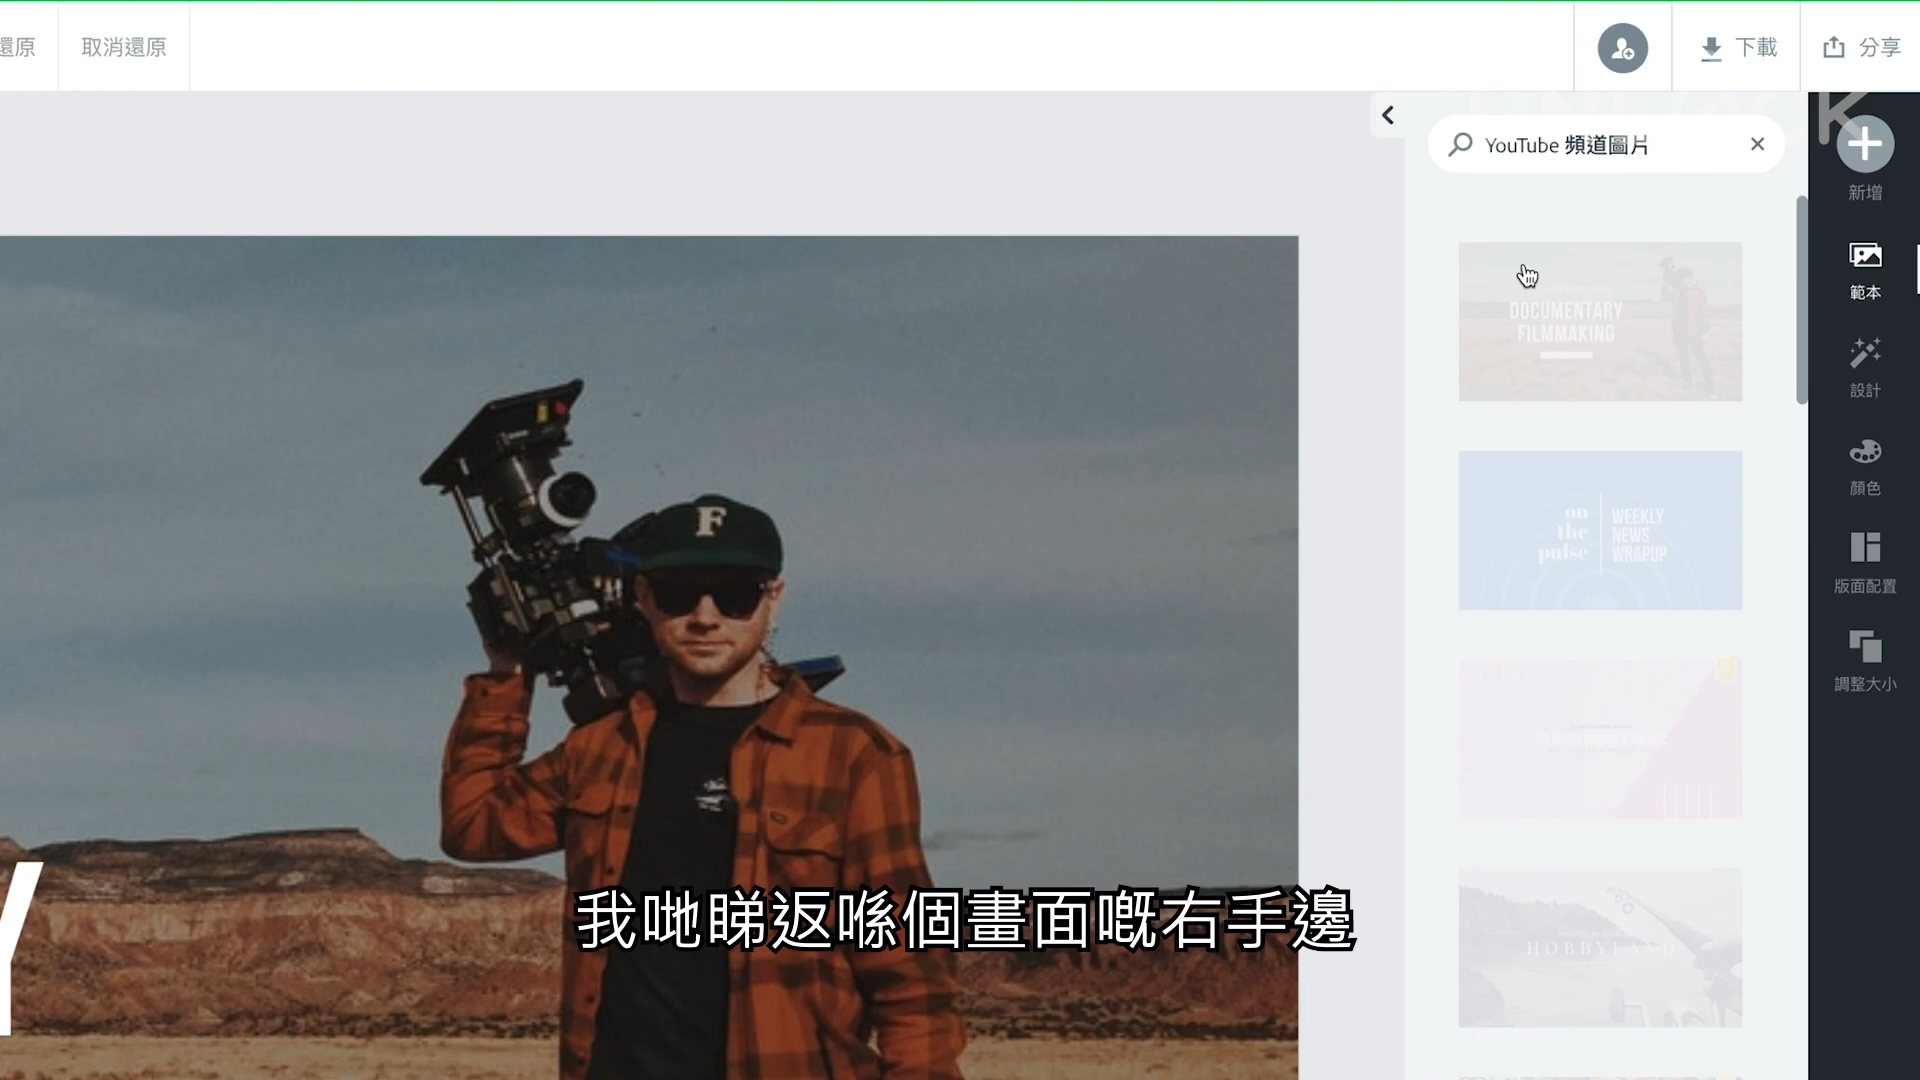 還原
取消還原
下載
分享
YouTube 頻道圖片
新增
範本
設計
顏色
版面配置
調整大小
DOCUMENTARY
FILMMAKING
on
the
pulse
WEEKLY
NEWS
WRAPUP
HOBBYLAND
F
我哋睇返喺個畫面嘅右手邊